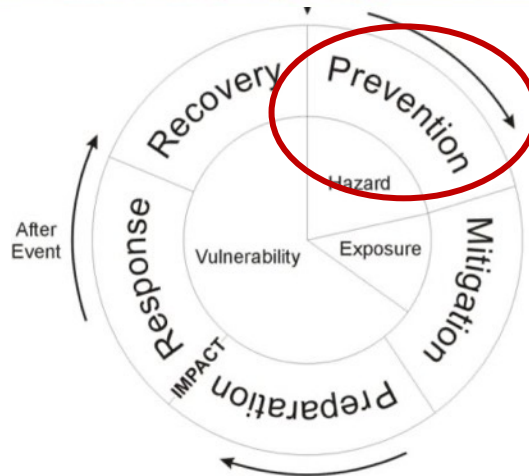 Prevention
Mitigation
Preparation
IMPACT
Response
Recovery
Hazard
Exposure
Vulnerability
After
Event